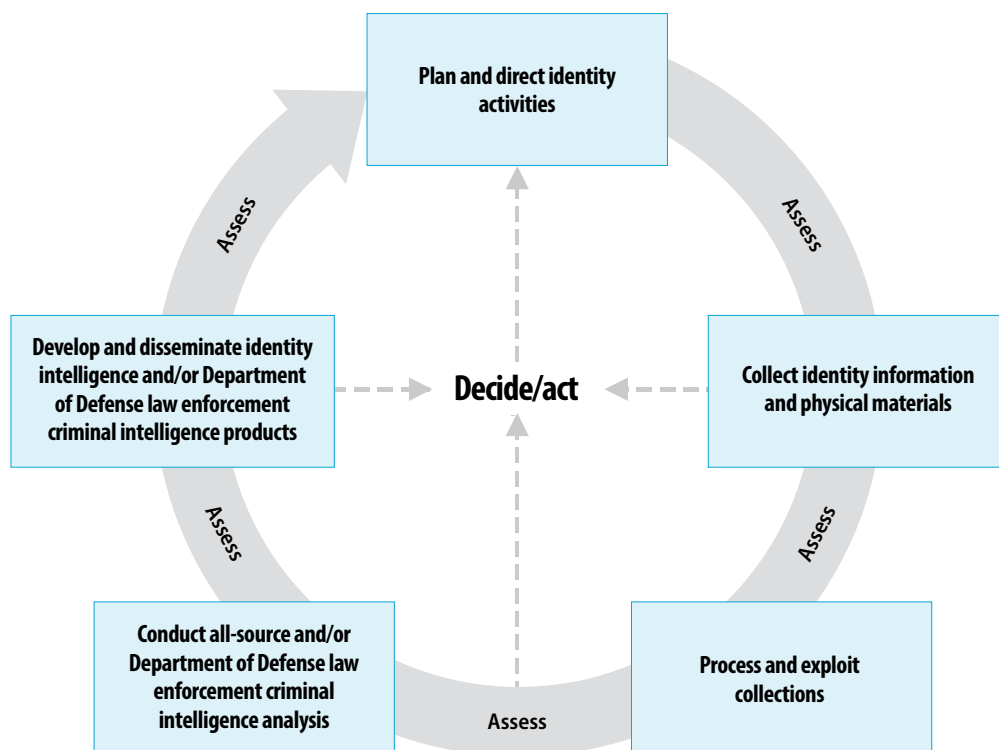 Plan and direct identity
activities
Assess
Assess
Develop and disseminate identity
intelligence and/or Department
of Defense law enforcement
criminal intelligence products
Decide/act
Collect identity information
and physical materials
Assess
Assess
Conduct all-source and/or
Department of Defense law
enforcement criminal
intelligence analysis
Process and exploit
collections
Assess